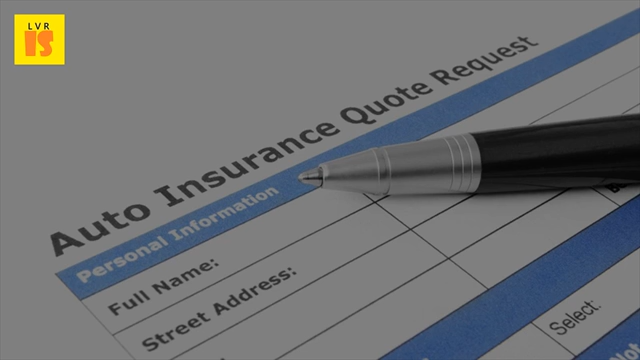 LVR
IS
Auto Insurance Quote Request
Personal Information
Full Name:
Street Address:
Select: